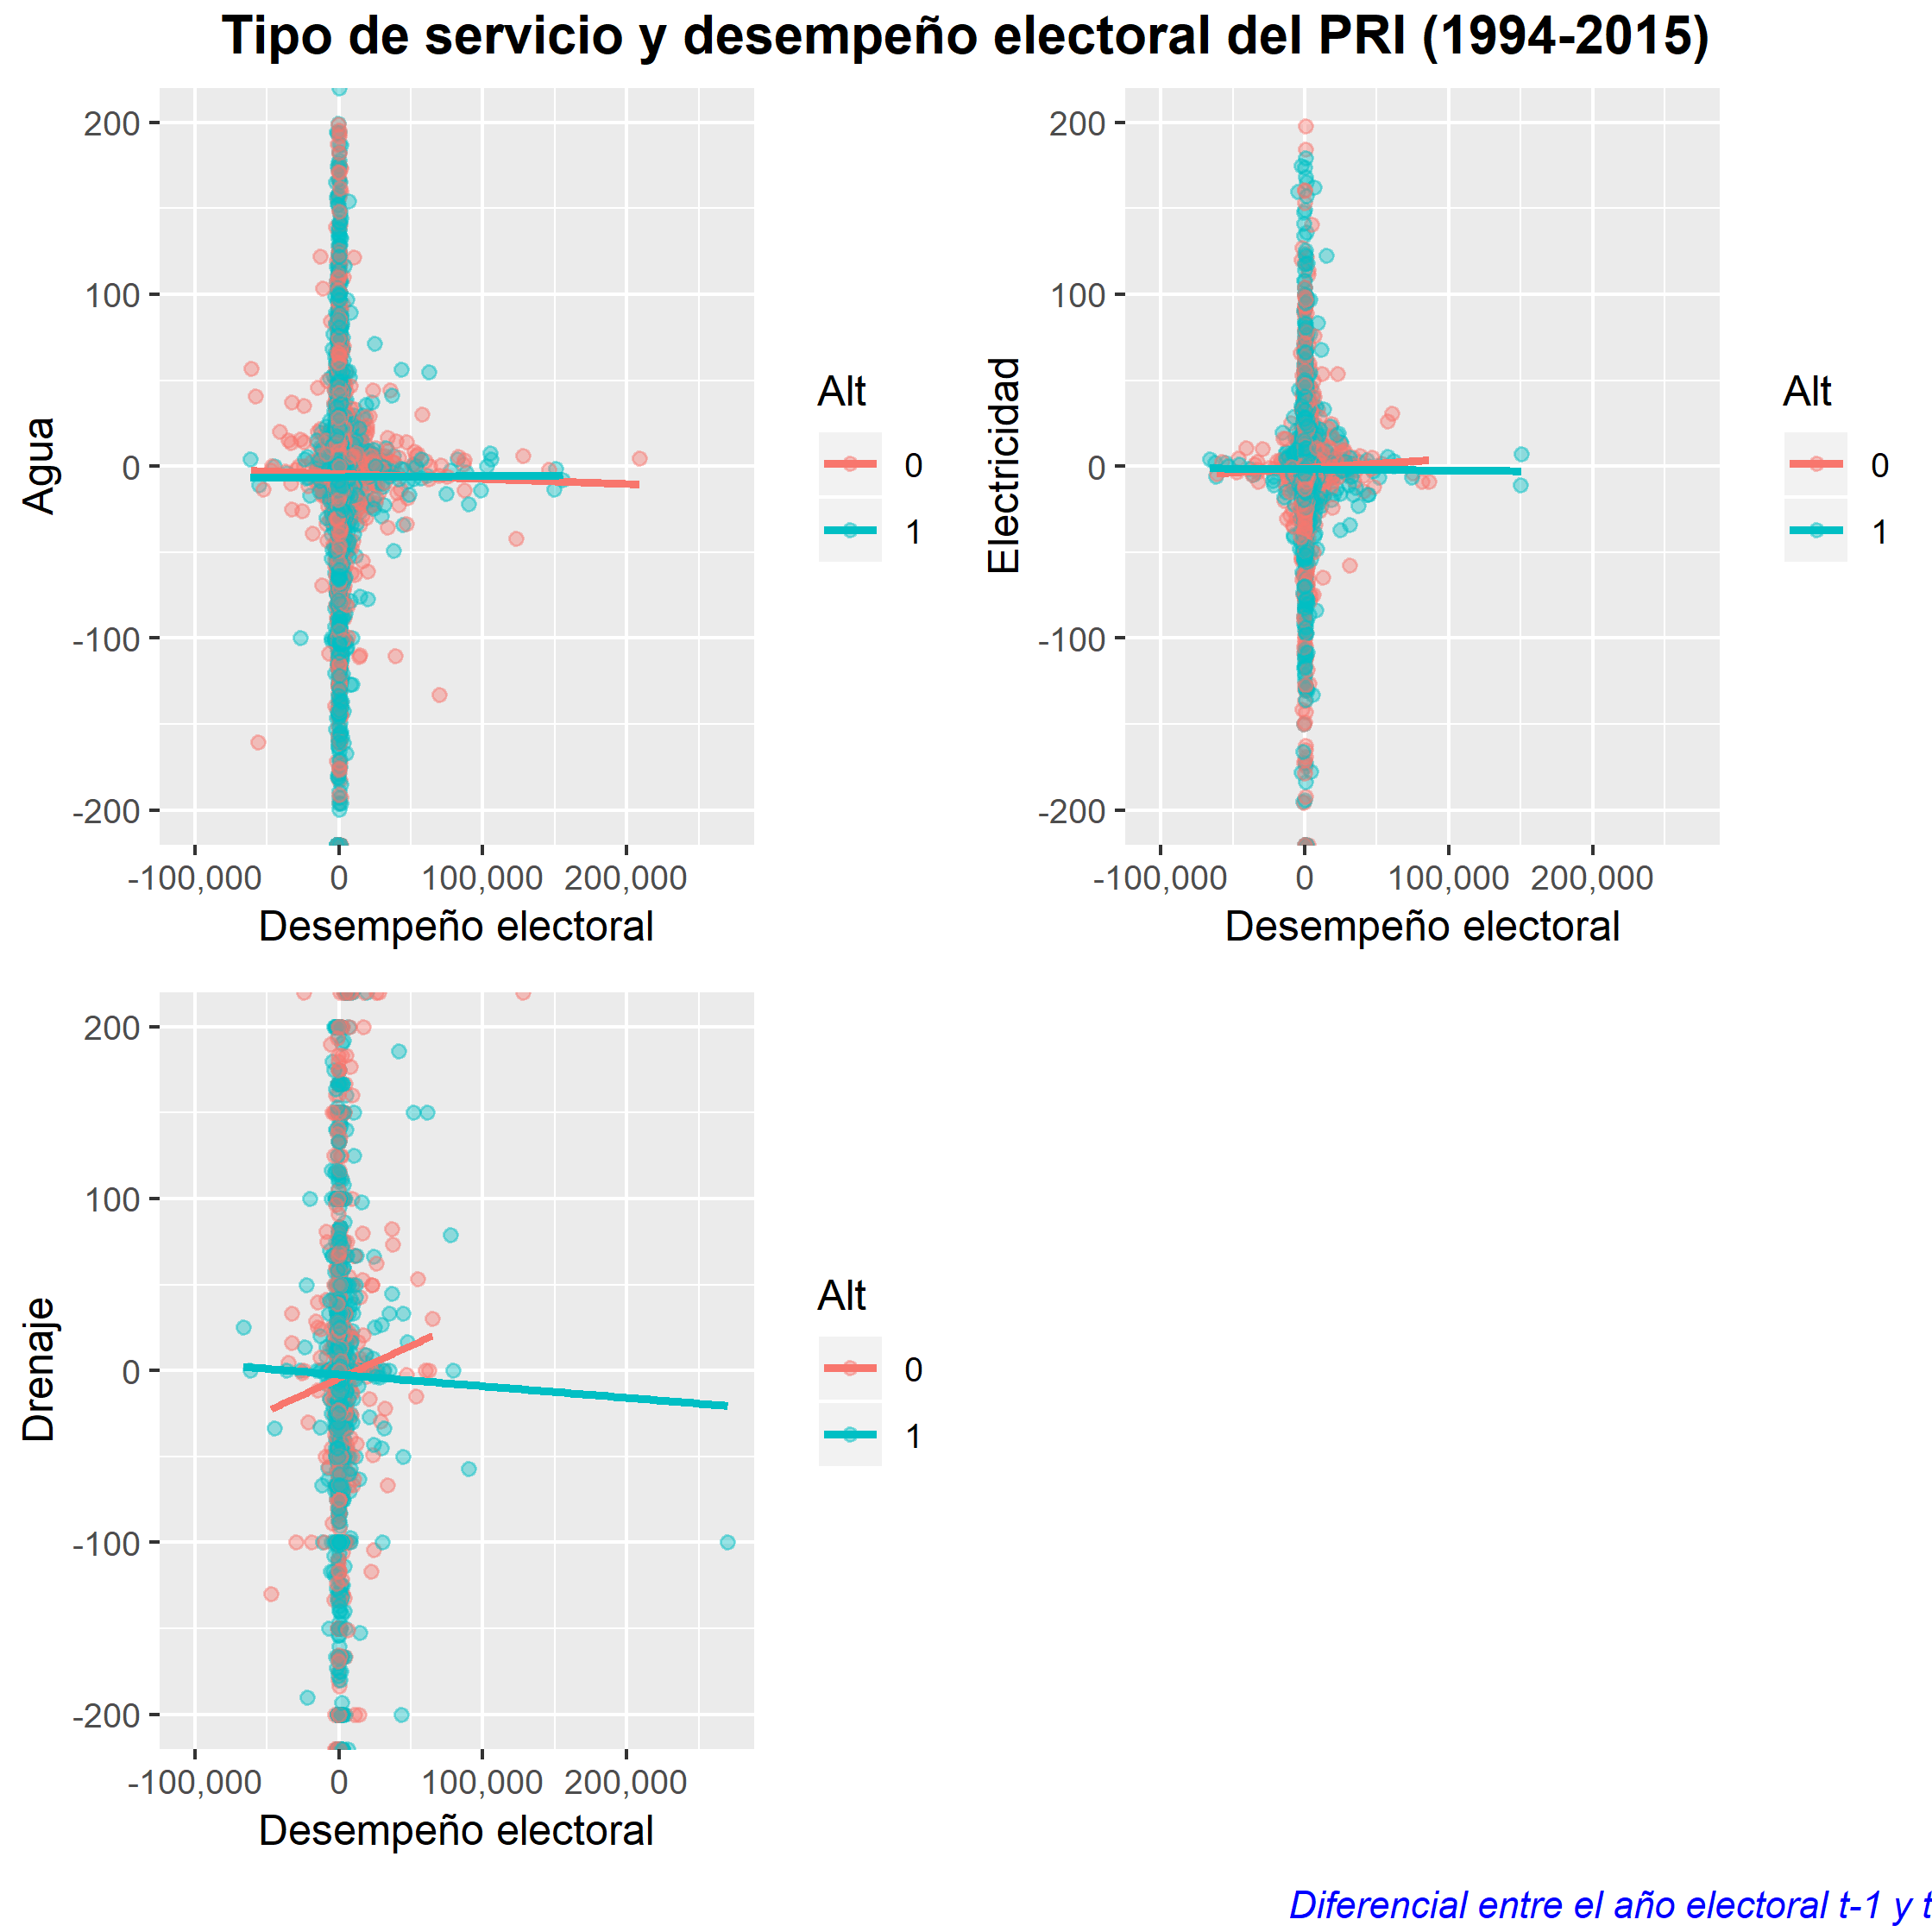 Tipo de servicio y desempeño electoral del PRI (1994-2015)
200
100
0
-100
-200
Agua
-100,000 0 100,000 200,000
Desempeño electoral
Alt
0
1
200
100
0
-100
-200
Electricidad
-100,000 0 100,000 200,000
Desempeño electoral
Alt
0
1
200
100
0
-100
-200
Drenaje
-100,000 0 100,000 200,000
Desempeño electoral
Alt
0
1
Diferencial entre el año electoral t-1 y t